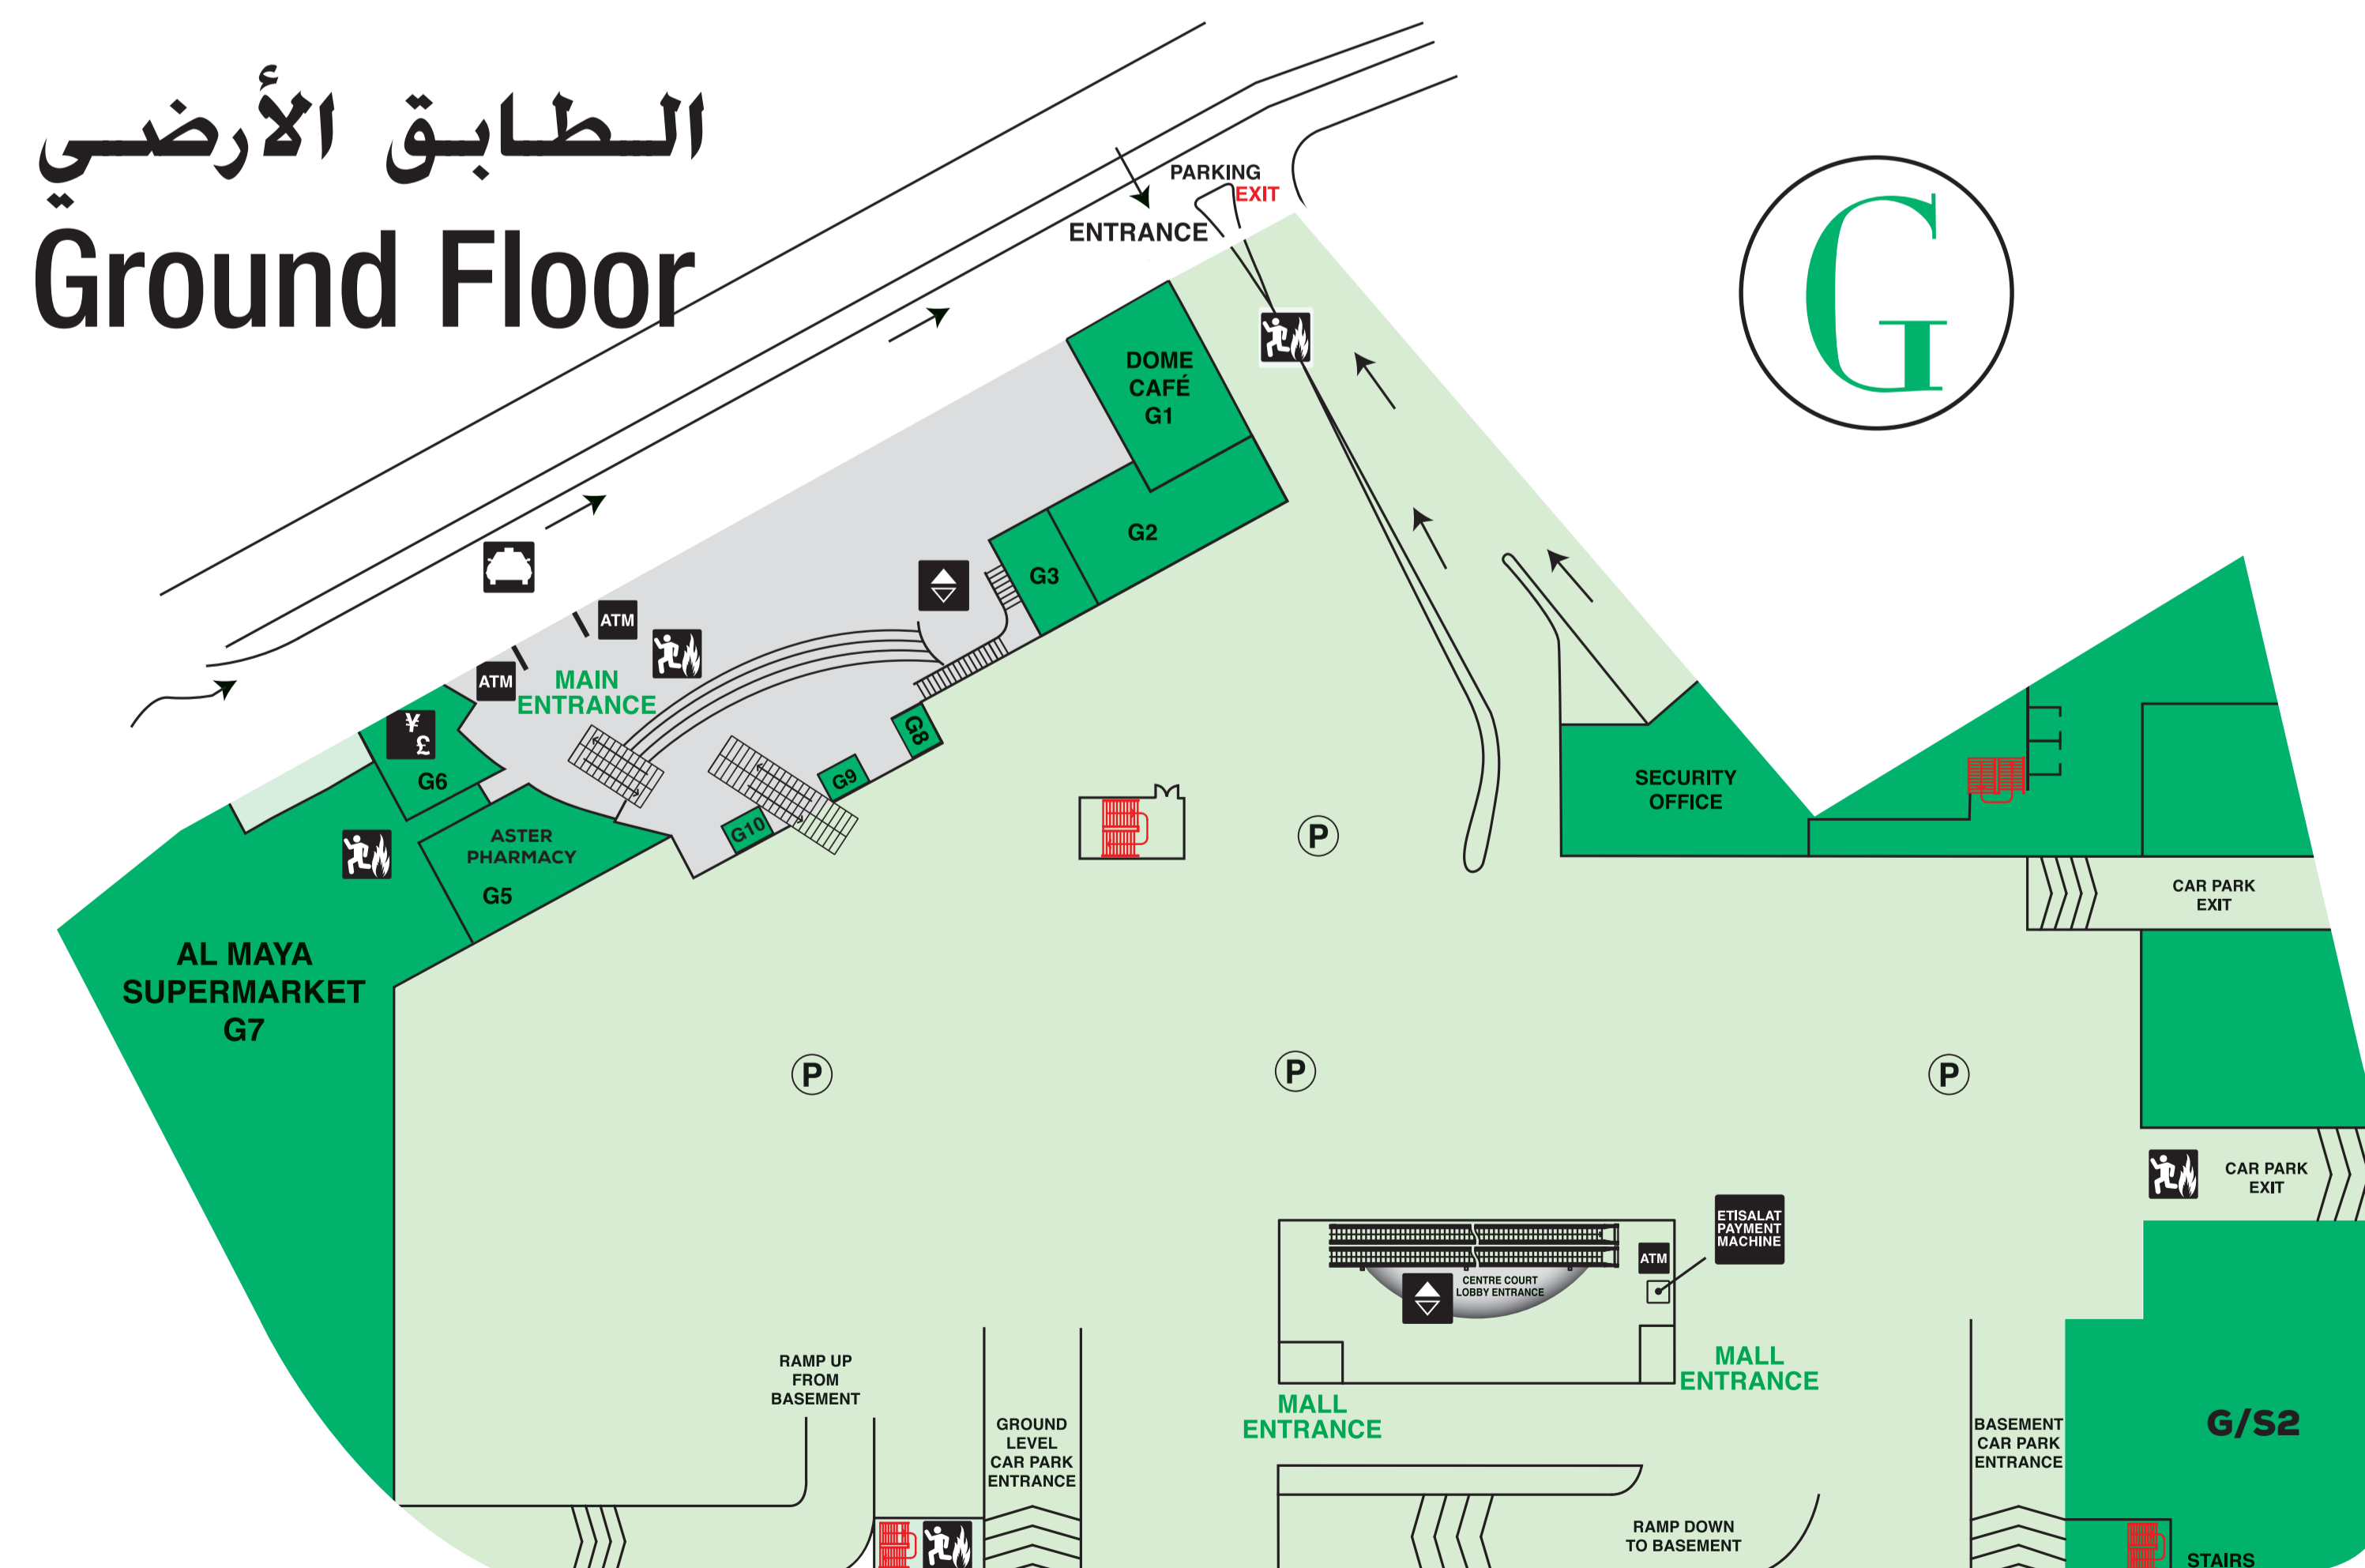 الطابق الأرضي
Ground Floor
G
PARKING
EXIT
ENTRANCE
DOME
CAFÉ
G1
G2
G3
ATM
ATM
MAIN
ENTRANCE
¥
£
G6
G8
G9
G10
ASTER
PHARMACY
G5
SECURITY
OFFICE
P
CAR PARK
EXIT
AL MAYA
SUPERMARKET
G7
P
P
P
CAR PARK
EXIT
ETISALAT
PAYMENT
MACHINE
ATM
CENTRE COURT
LOBBY ENTRANCE
MALL
ENTRANCE
MALL
ENTRANCE
RAMP UP
FROM
BASEMENT
GROUND
LEVEL
CAR PARK
ENTRANCE
BASEMENT
CAR PARK
ENTRANCE
G/S2
RAMP DOWN
TO BASEMENT
STAIRS